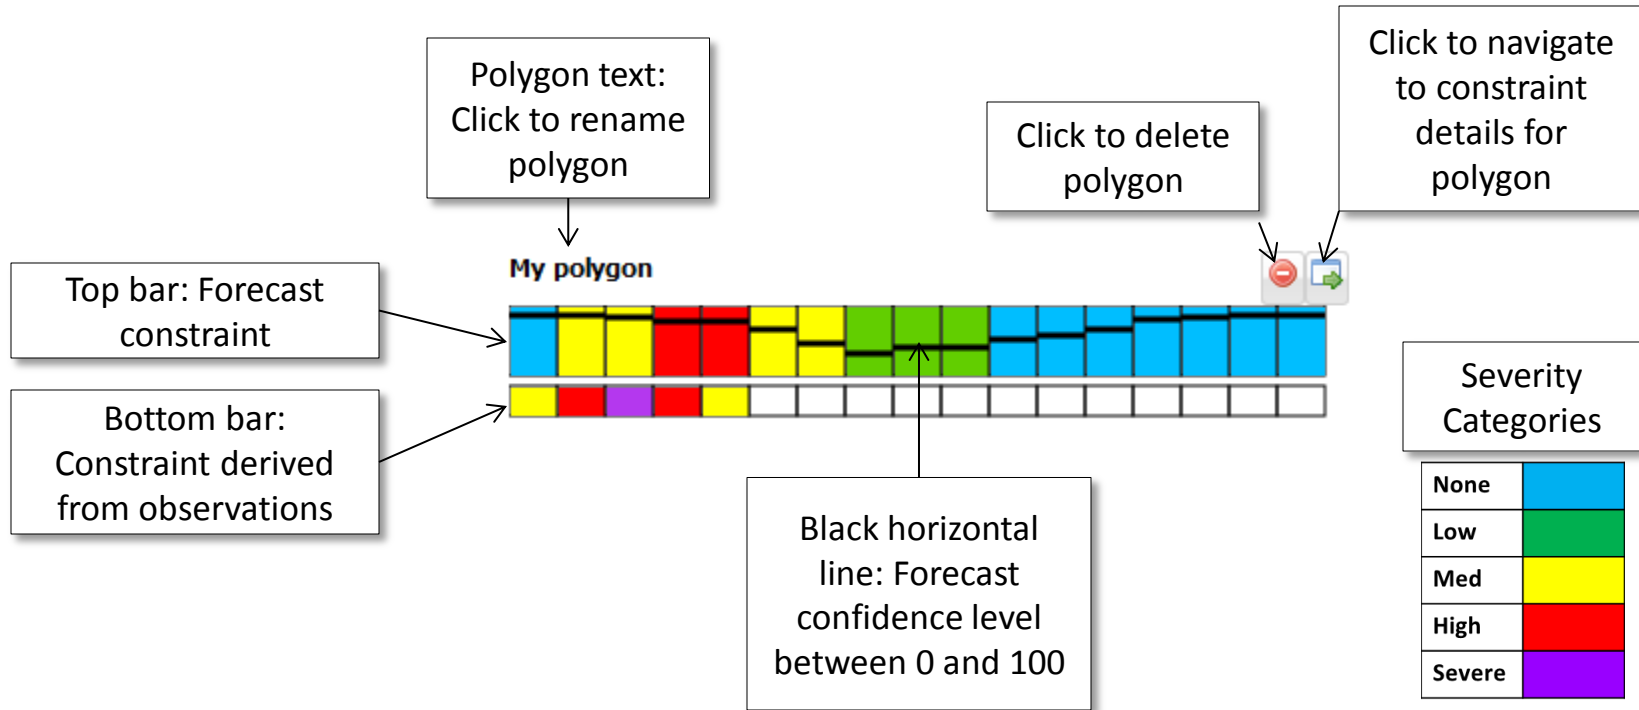 Polygon text:
Click to rename
polygon
Click to delete
polygon
Click to navigate
to constraint
details for
polygon
My polygon
Top bar: Forecast
constraint
Bottom bar:
Constraint derived
from observations
Black horizontal
line: Forecast
confidence level
between 0 and 100
Severity
Categories
None
Low
Med
High
Severe